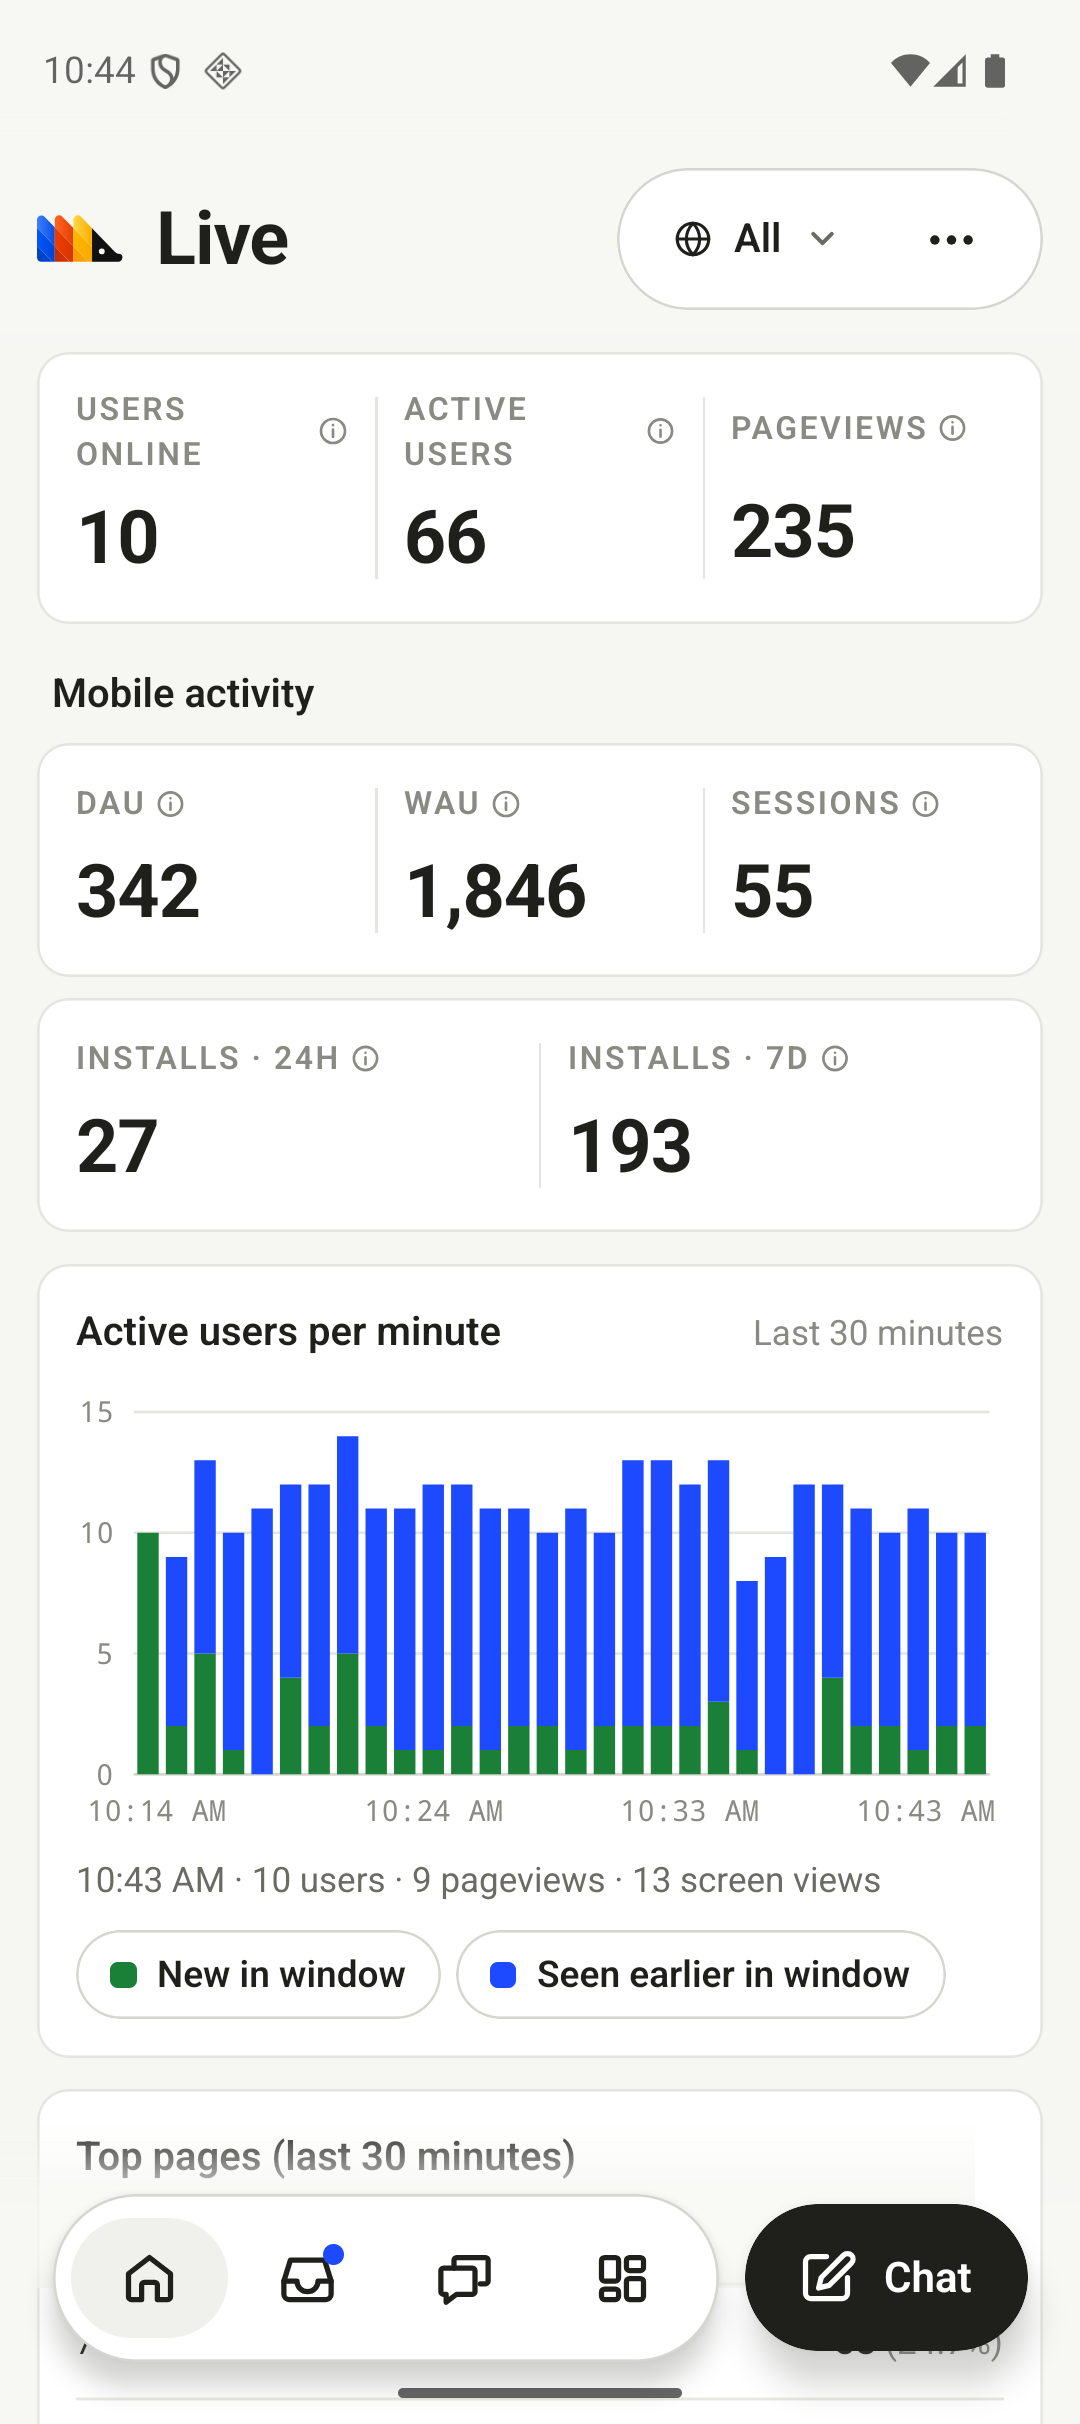 10:44
Live
All
USERS ONLINE
10
ACTIVE USERS
66
PAGEVIEWS
235
Mobile activity
DAU
342
WAU
1,846
SESSIONS
55
INSTALLS · 24H
27
INSTALLS · 7D
193
Active users per minute
Last 30 minutes
15
10
5
0
10:14 AM
10:24 AM
10:33 AM
10:43 AM
10:43 AM · 10 users · 9 pageviews · 13 screen views
New in window
Seen earlier in window
Top pages (last 30 minutes)
Chat